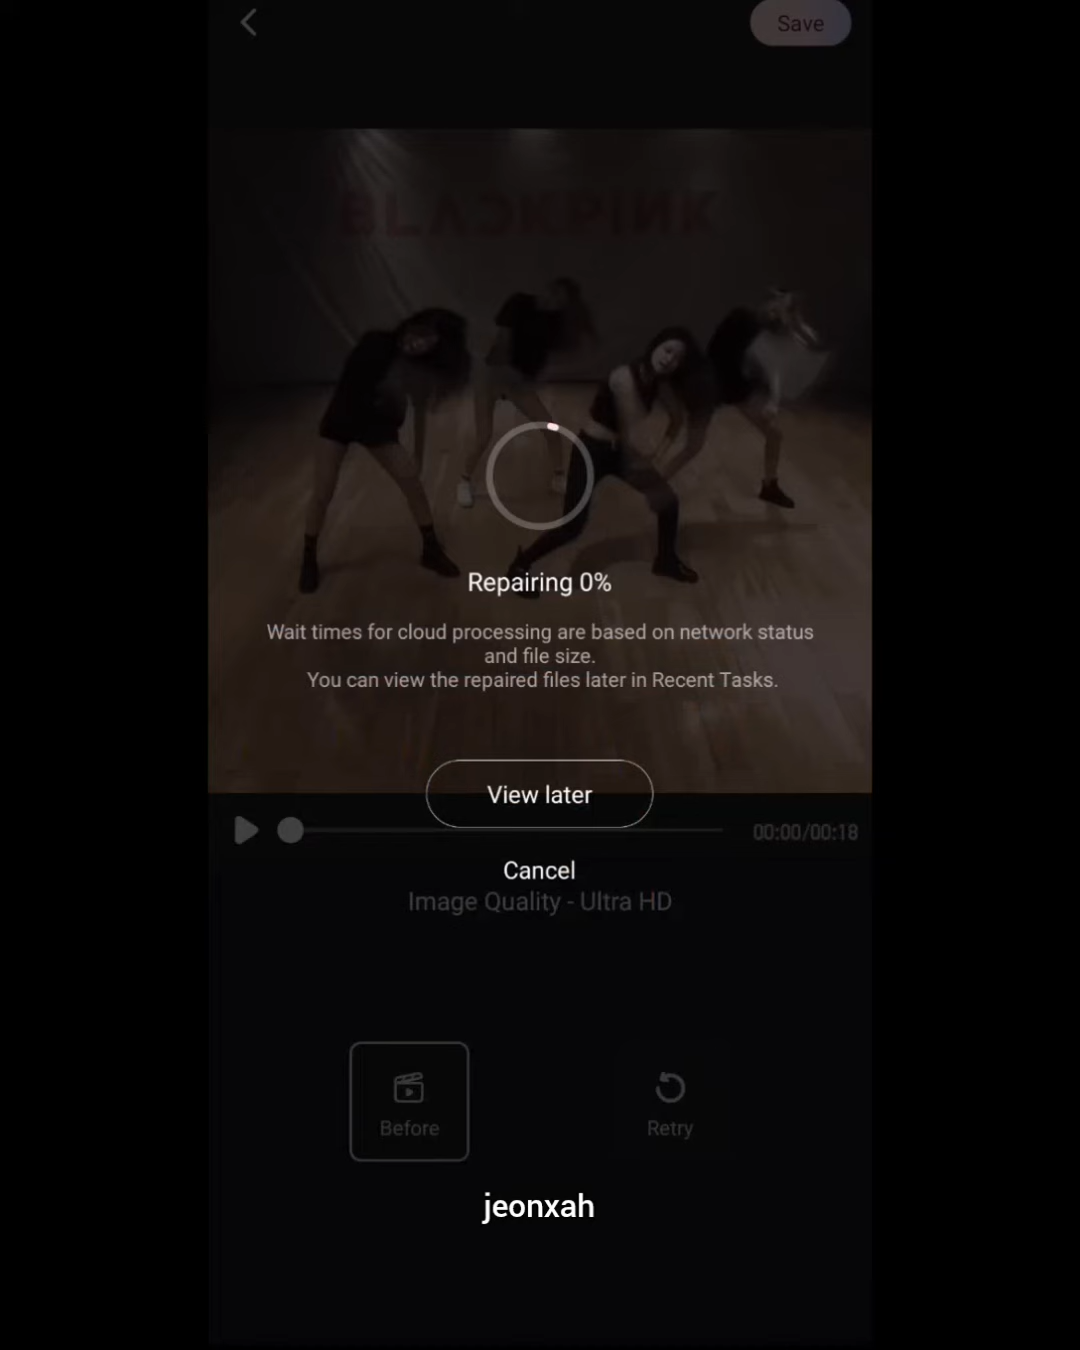 Save
BLACKPINK
Repairing 0%
Wait times for cloud processing are based on network status
and file size.
You can view the repaired files later in Recent Tasks.
View later
00:00/00:18
Cancel
Image Quality - Ultra HD
Before
Retry
jeonxah